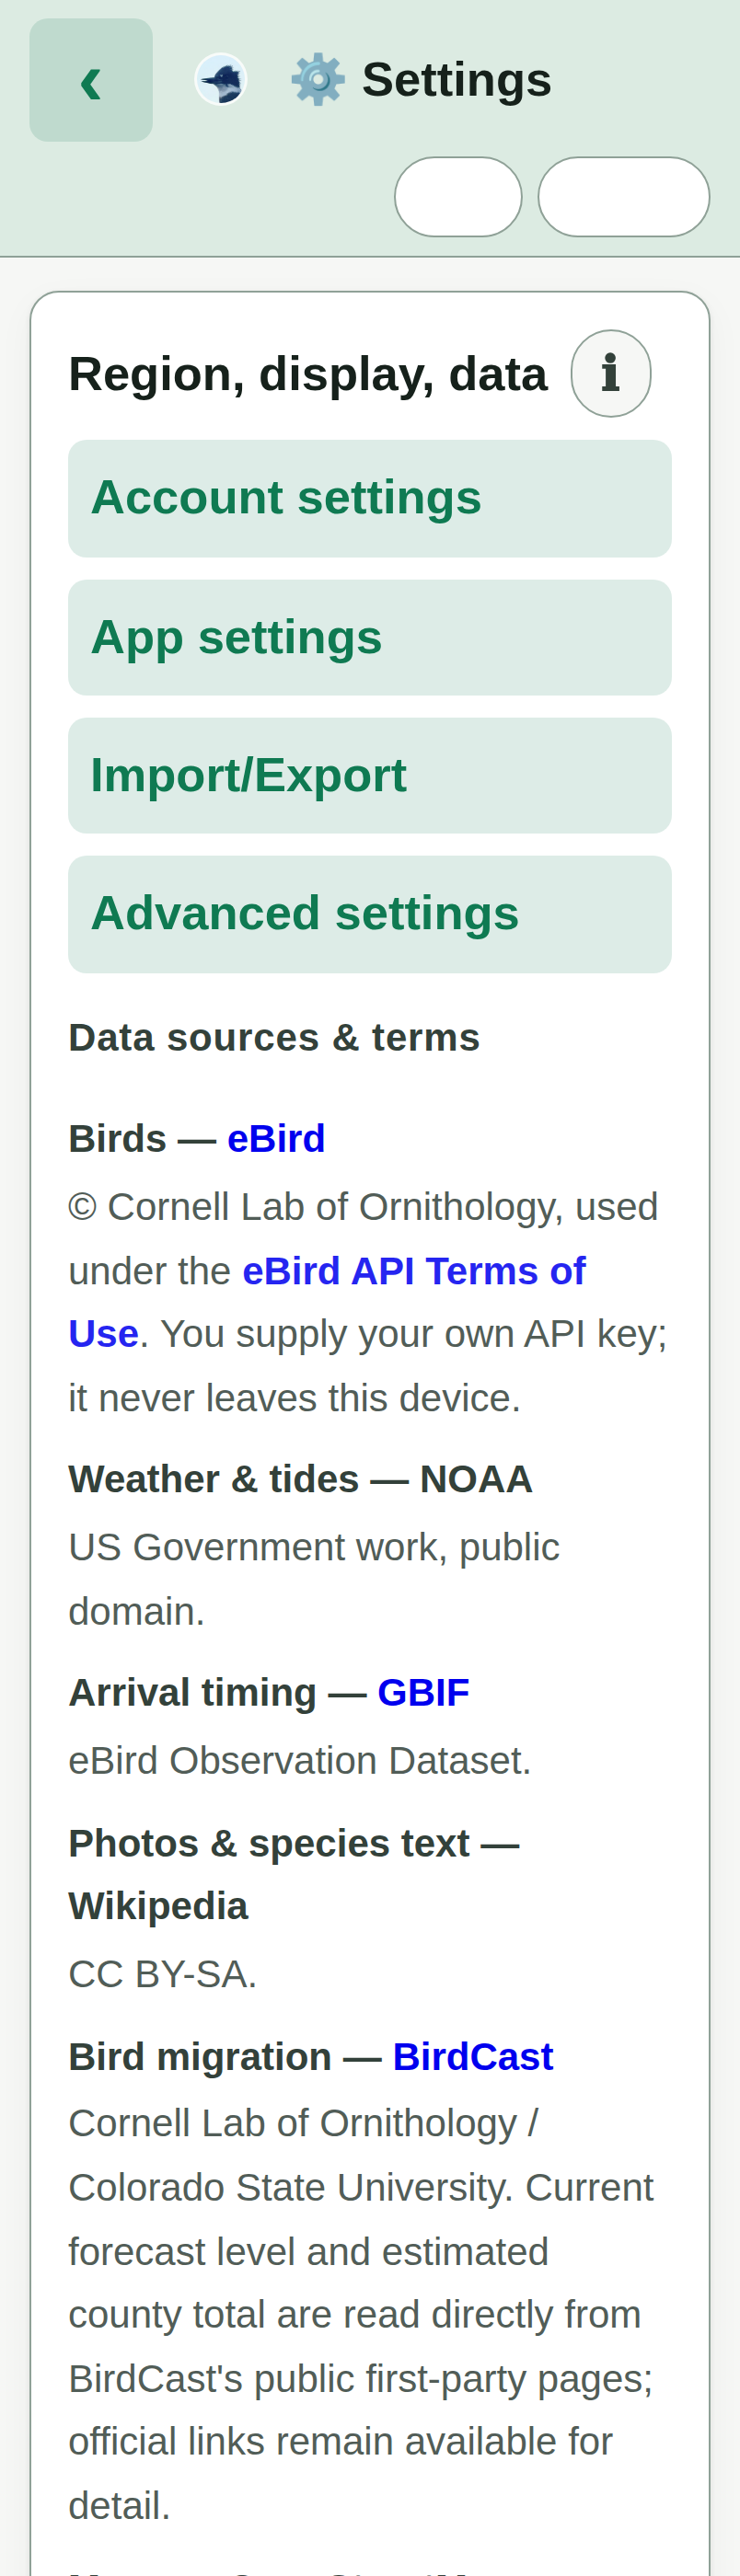 ‹ ⚙️ Settings
Region, display, data ℹ
Account settings
App settings
Import/Export
Advanced settings
Data sources & terms
Birds — eBird
© Cornell Lab of Ornithology, used
under the eBird API Terms of
Use. You supply your own API key;
it never leaves this device.
Weather & tides — NOAA
US Government work, public
domain.
Arrival timing — GBIF
eBird Observation Dataset.
Photos & species text —
Wikipedia
CC BY-SA.
Bird migration — BirdCast
Cornell Lab of Ornithology /
Colorado State University. Current
forecast level and estimated
county total are read directly from
BirdCast's public first-party pages;
official links remain available for
detail.